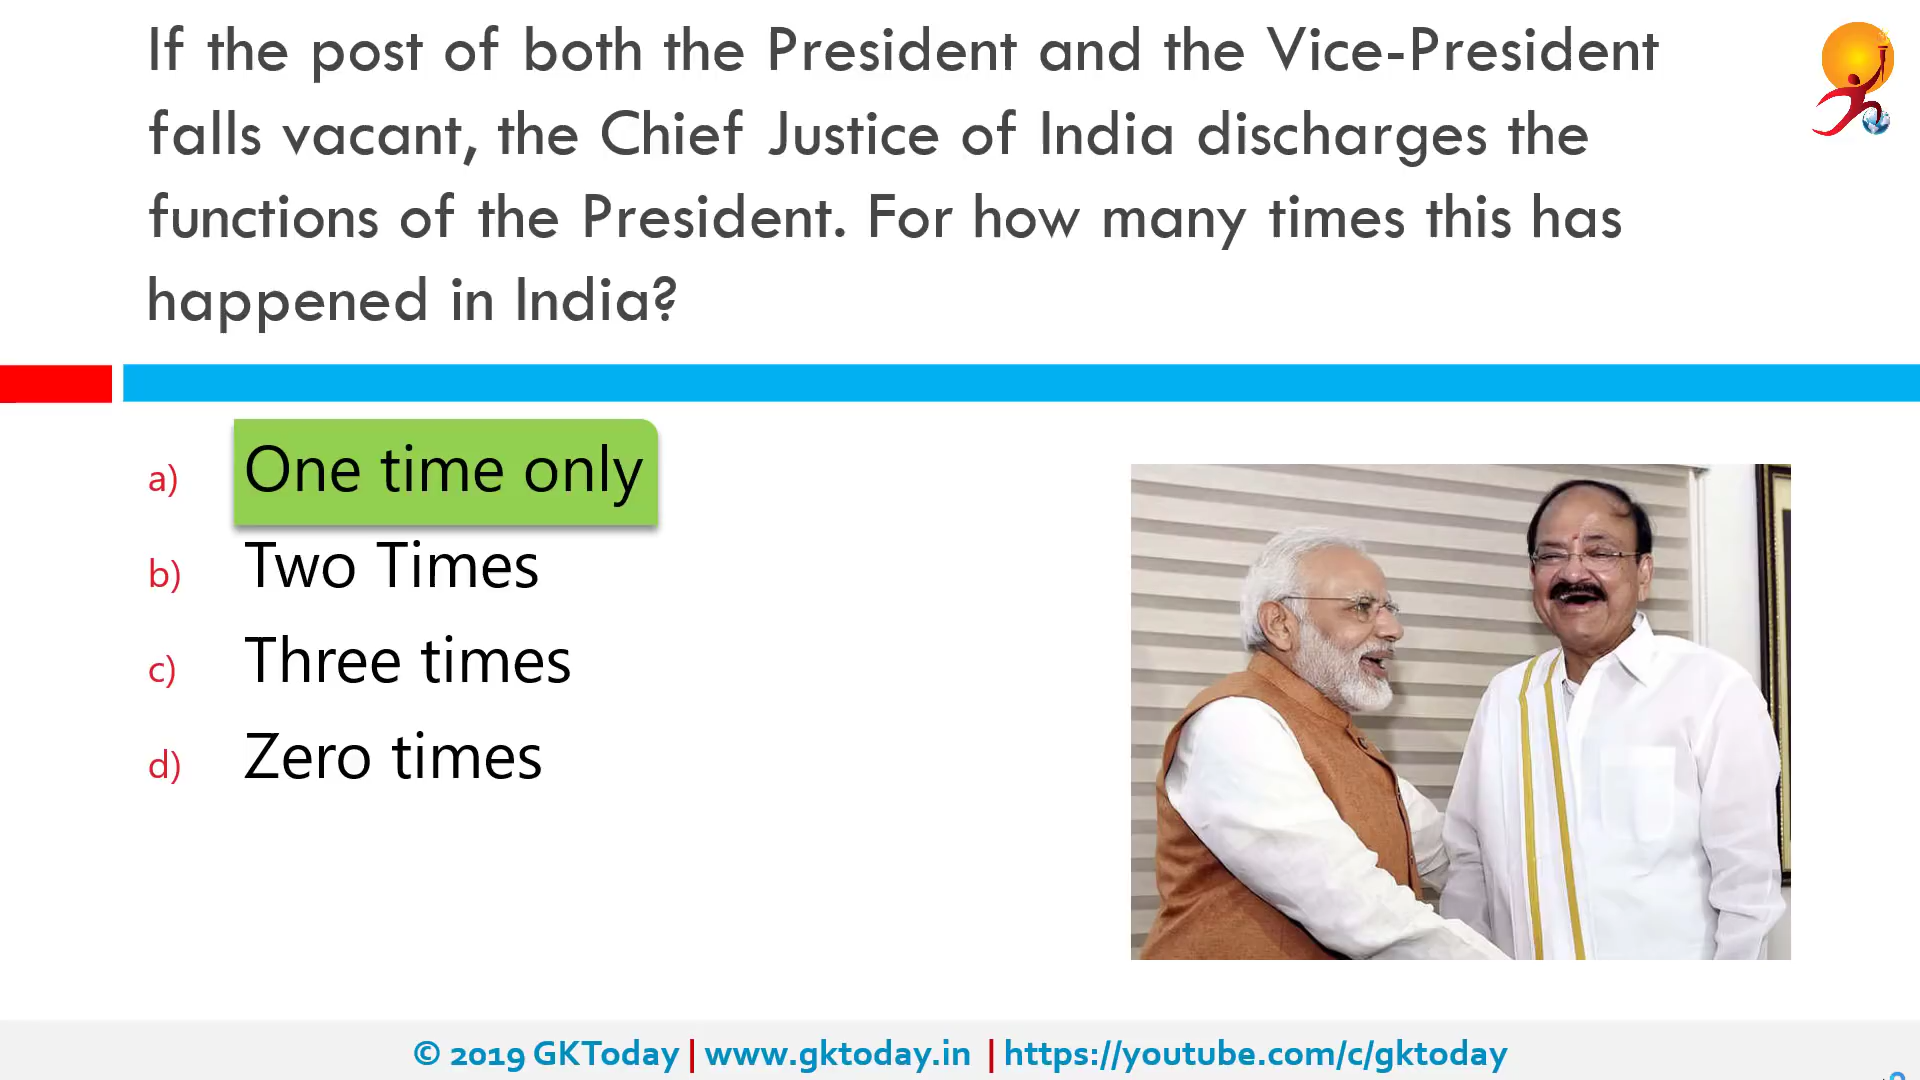 If the post of both the President and the Vice-President
falls vacant, the Chief Justice of India discharges the
functions of the President. For how many times this has
happened in India?
a) One time only
b) Two Times
c) Three times
d) Zero times
© 2019 GKToday | www.gktoday.in | https://youtube.com/c/gktoday